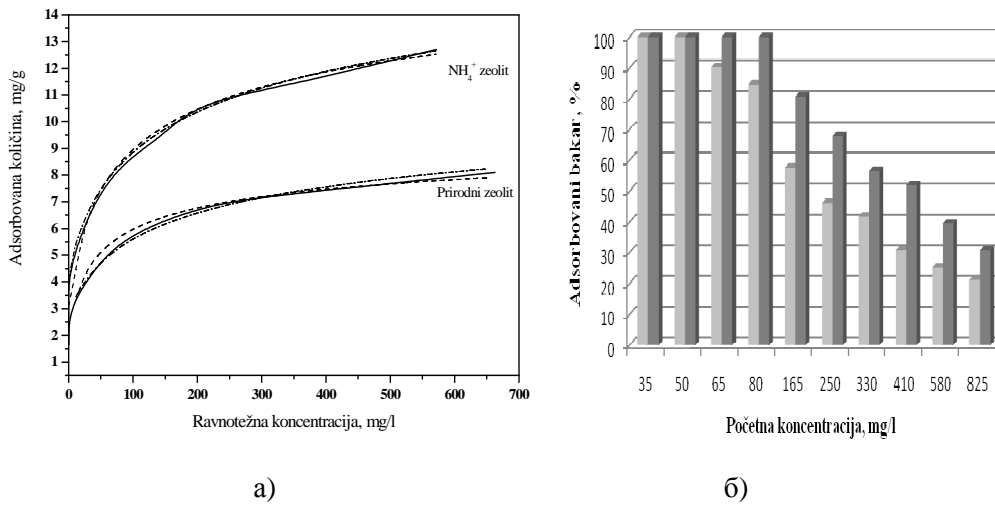 14
13
12
11
10
9
8
7
6
5
4
3
2
1
Adsorbovana količina, mg/g
NH4+ zeolit
Prirodni zeolit
0 100 200 300 400 500 600 700
Ravnotežna koncentracija, mg/l
a)
100
90
80
70
60
50
40
30
20
10
0
Adsorbovani bakar, %
35 50 65 80 165 250 330 410 580 825
Početna koncentracija, mg/l
б)